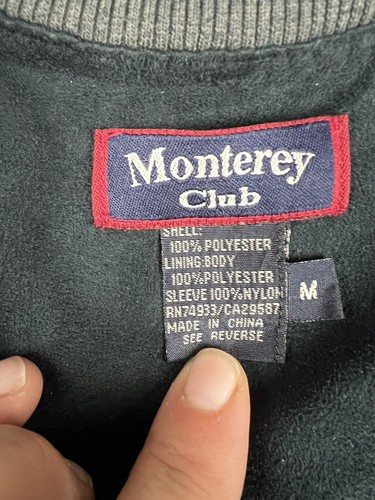 Monterey
Club
SHELL:
100% POLYESTER
LINING:BODY
100% POLYESTER
SLEEVE 100% NYLON
RN74933/CA29587
MADE IN CHINA
SEE REVERSE
M